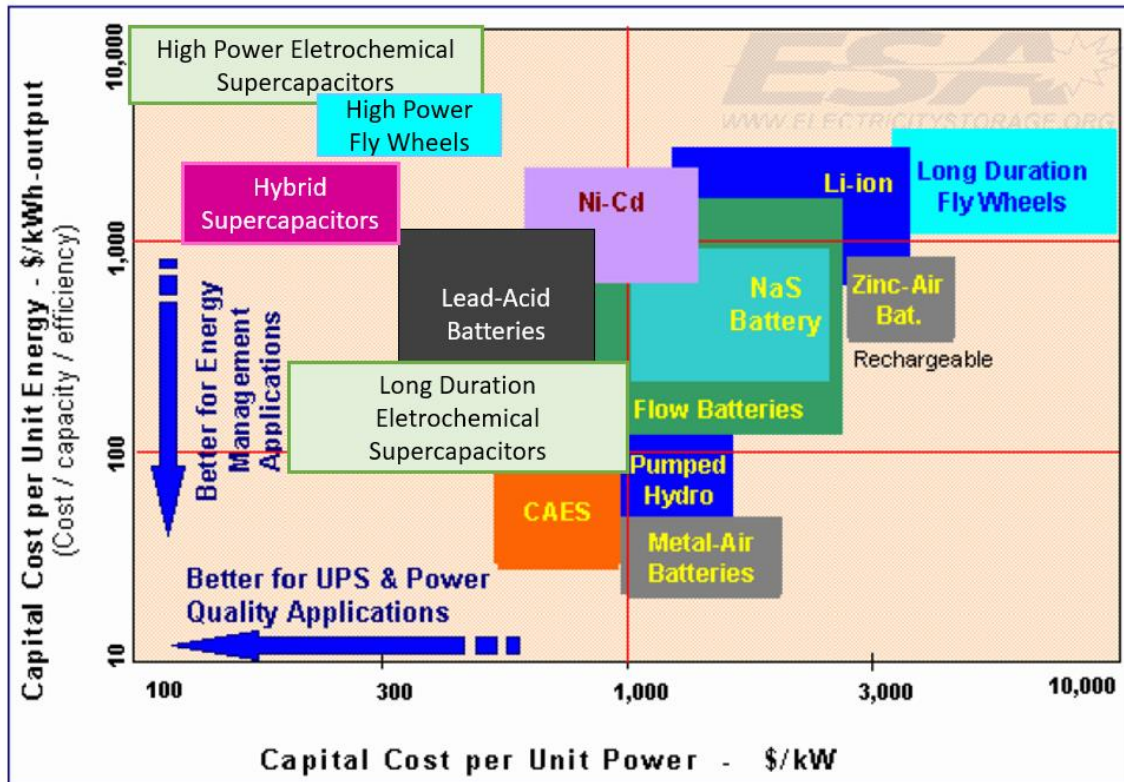 High Power Eletrochemical
Supercapacitors
High Power
Fly Wheels
Hybrid
Supercapacitors
ESA
WWW.ELECTRICITYSTORAGE.ORG
Ni-Cd
Li-ion
Long Duration
Fly Wheels
Lead-Acid
Batteries
NaS
Battery
Zinc-Air
Bat.
Rechargeable
Long Duration
Eletrochemical
Supercapacitors
Flow Batteries
CAES
Pumped
Hydro
Metal-Air
Batteries
Better for Energy
Management
Applications
Better for UPS & Power
Quality Applications
Capital Cost per Unit Energy - $/kWh-output
(Cost / capacity / efficiency)
10,000
1,000
100
10
100
300
1,000
3,000
10,000
Capital Cost per Unit Power - $/kW